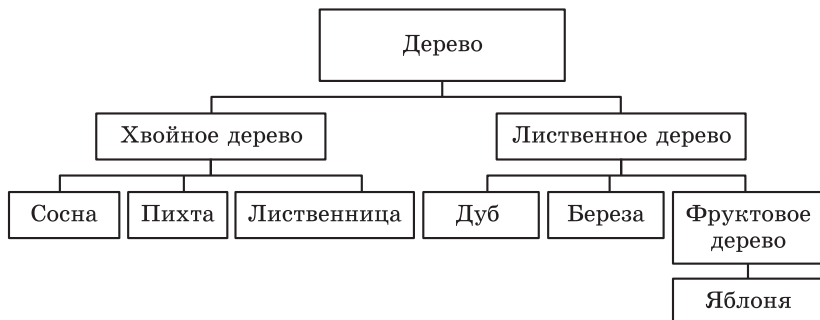 Дерево
Хвойное дерево
Лиственное дерево
Сосна
Пихта
Лиственница
Дуб
Береза
Фруктовое
дерево
Яблоня